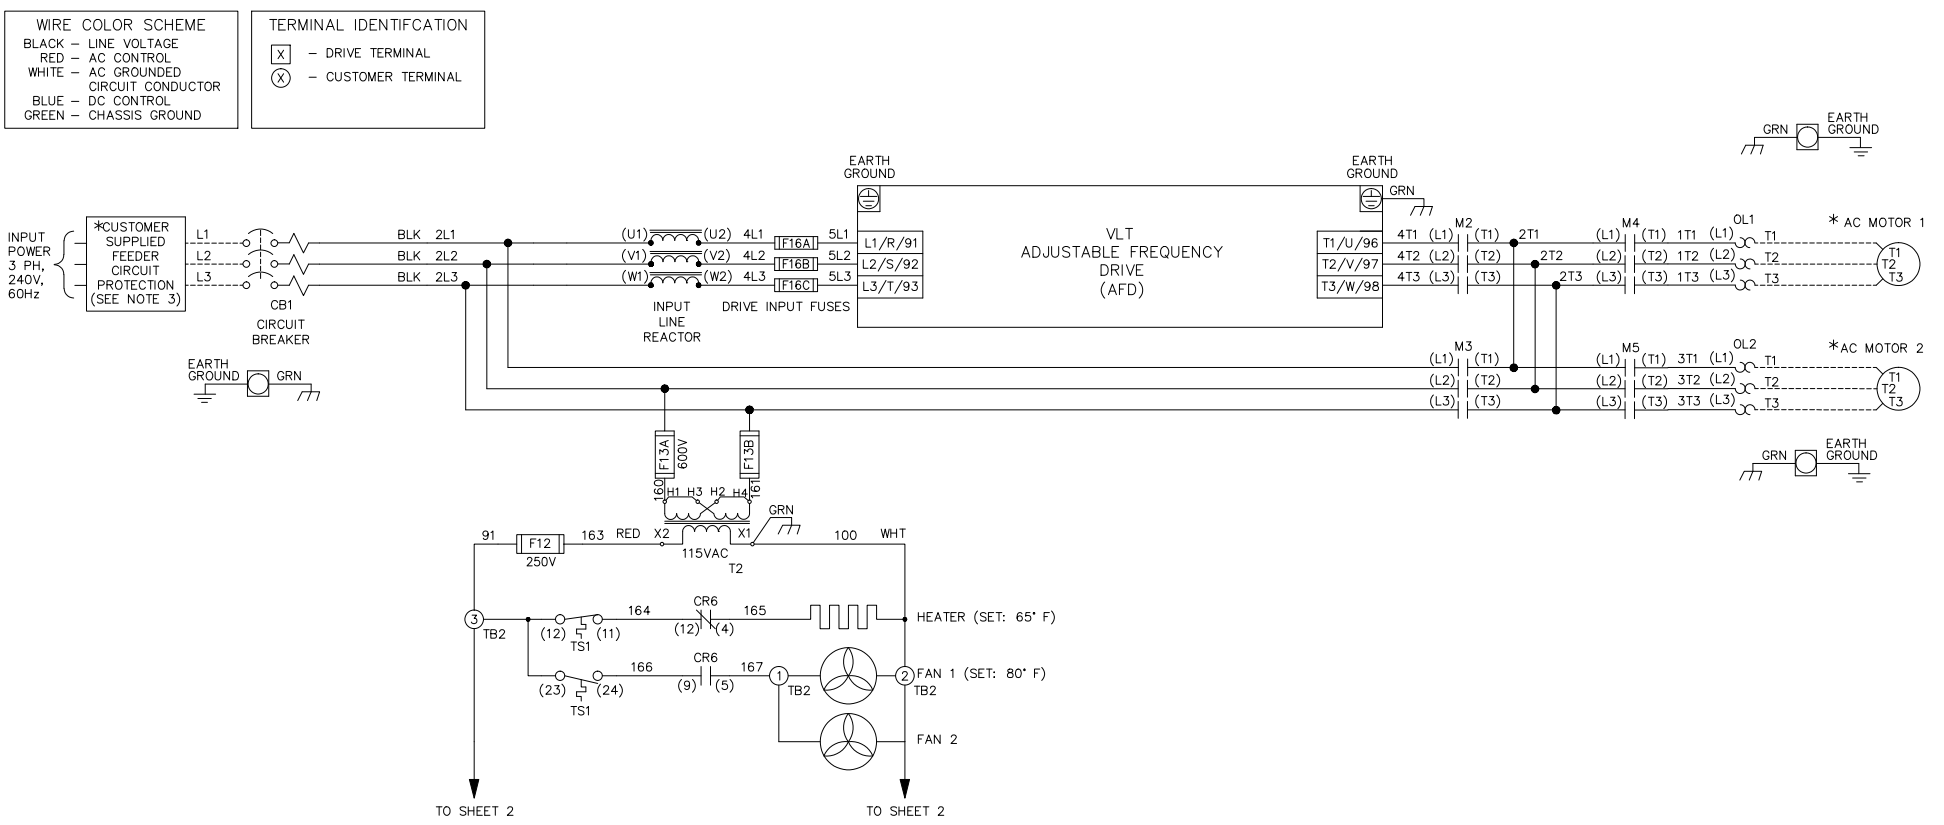 WIRE COLOR SCHEME
BLACK – LINE VOLTAGE
RED – AC CONTROL
WHITE – AC GROUNDED
CIRCUIT CONDUCTOR
BLUE – DC CONTROL
GREEN – CHASSIS GROUND
TERMINAL IDENTIFCATION
X – DRIVE TERMINAL
X – CUSTOMER TERMINAL
GRN
EARTH
GROUND
INPUT
POWER
3 PH,
240V,
60Hz
*CUSTOMER
SUPPLIED
FEEDER
CIRCUIT
PROTECTION
(SEE NOTE 3)
L1
L2
L3
CB1
CIRCUIT
BREAKER
BLK 2L1
BLK 2L2
BLK 2L3
(U1) (U2) 4L1 F16A 5L1
(V1) (V2) 4L2 F16B 5L2
(W1) (W2) 4L3 F16C 5L3
INPUT
LINE
REACTOR
DRIVE INPUT FUSES
EARTH
GROUND
L1/R/91
L2/S/92
L3/T/93
VLT
ADJUSTABLE FREQUENCY
DRIVE
(AFD)
EARTH
GROUND
GRN
T1/U/96
T2/V/97
T3/W/98
M2
4T1 (L1) (T1) 2T1
4T2 (L2) (T2) 2T2
4T3 (L3) (T3) 2T3
M4
(L1) (T1) 1T1 (L1)
(L2) (T2) 1T2 (L2)
(L3) (T3) 1T3 (L3)
OL1
T1
T2
T3
* AC MOTOR 1
T1
T2
T3
M3
(L1) (T1)
(L2) (T2)
(L3) (T3)
M5
(L1) (T1) 3T1 (L1)
(L2) (T2) 3T2 (L2)
(L3) (T3) 3T3 (L3)
OL2
T1
T2
T3
*AC MOTOR 2
T1
T2
T3
EARTH
GROUND
GRN
GRN
EARTH
GROUND
F13A
600V
F13B
160
161
H1 H3 H2 H4
GRN
91 F12 163 RED X2 X1 100 WHT
250V
115VAC
T2
3
TB2
(12) (11)
TS1
164
CR6
(12) (4)
165
HEATER (SET: 65° F)
(23) (24)
TS1
166
CR6
(9) (5)
167
1
TB2
2
TB2
FAN 1 (SET: 80° F)
FAN 2
TO SHEET 2
TO SHEET 2